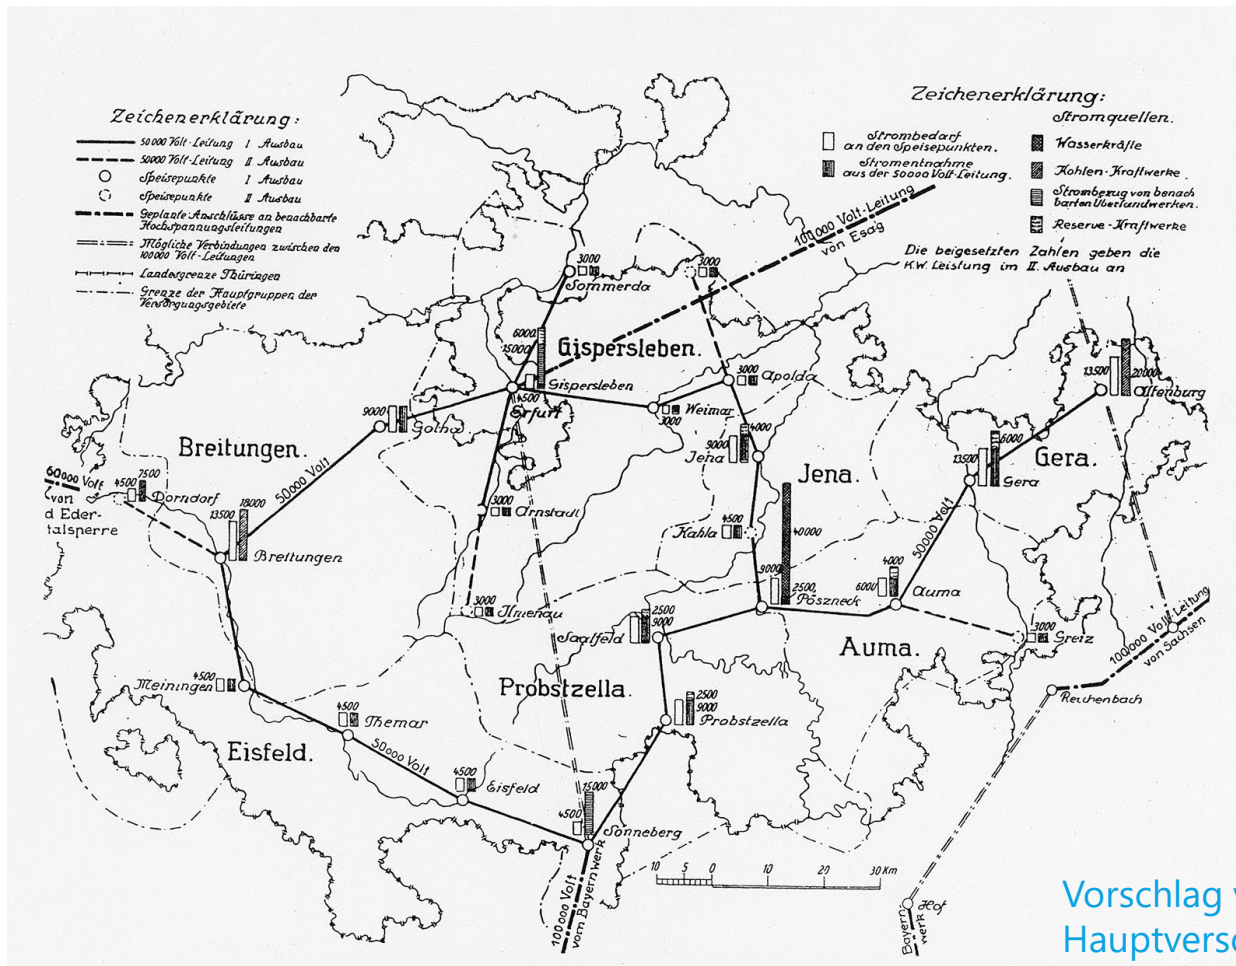 Zeichenerklärung:
50000 Volt-Leitung I Ausbau
50000 Volt-Leitung II Ausbau
Speisepunkte I Ausbau
Speisepunkte II Ausbau
Geplante Anschlüsse an benachbarte
Hochspannungsleitungen
Mögliche Verbindungen zwischen den
100000 Volt-Leitungen
Landesgrenze Thüringen
Grenze der Hauptgruppen der
Versorgungsgebiete
Zeichenerklärung:
Stromquellen.
Strombedarf
an den Speisepunkten.
Stromentnahme
aus der 50000 Volt-Leitung.
Wasserkräfte
Kohlen-Kraftwerke
Strombezug von benach
barten Überlandwerken.
Reserve-Kraftwerke
Die beigesetzten Zahlen geben die
K.W. Leistung im II. Ausbau an
100000 Volt-Leitung
von Esag
3000
Sömmerda
3000
6000
15000
Gispersleben.
Gispersleben
4500
Erfurt
3000
Apolda
Weimar
3000
13500
20000
Altenburg
9000
Gotha
Breitungen.
50000 Volt
60000 Volt
von
d Eder-
talsperre
4500
7500
Dorndorf
13500
18000
Breitungen
3000
Arnstadt
3000
Ilmenau
9000
4000
Jena
Jena.
13500
6000
Gera
Gera.
Kahla
4500
40000
9000
2500
Pöszneck
50000 Volt
6000
4000
Auma
Auma.
3000
Greiz
100000 Volt-Leitung
von Sachsen
Reichenbach
Saalfeld
2500
9000
Probstzella.
2500
9000
Probstzella
Meiningen
4500
4500
Themar
Eisfeld.
50000 Volt
4500
Eisfeld
15000
4500
Sonneberg
100000 Volt
vom Bayernwerk
10 5 0 10 20 30 Km
Hof
Bayern
werk
Vorschlag